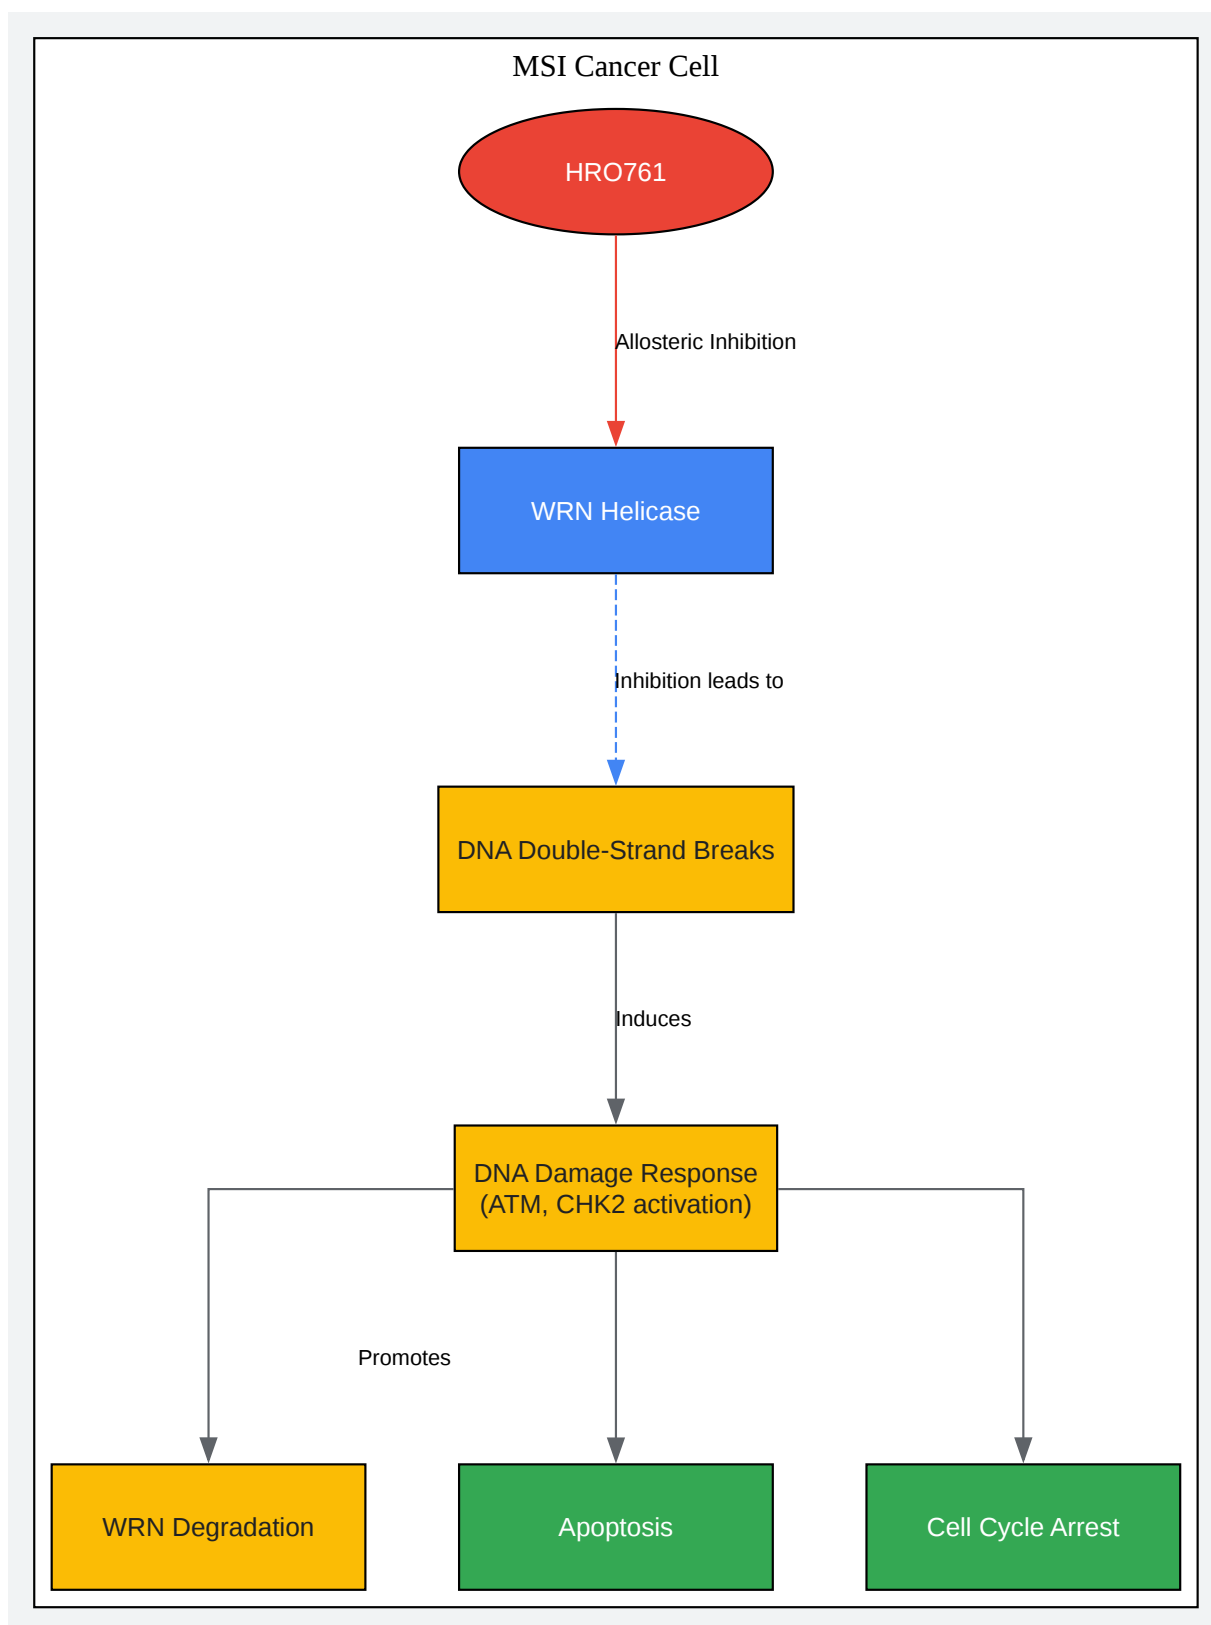 MSI Cancer Cell
HRO761
Allosteric Inhibition
WRN Helicase
Inhibition leads to
DNA Double-Strand Breaks
Induces
DNA Damage Response
(ATM, CHK2 activation)
Promotes
WRN Degradation
Apoptosis
Cell Cycle Arrest